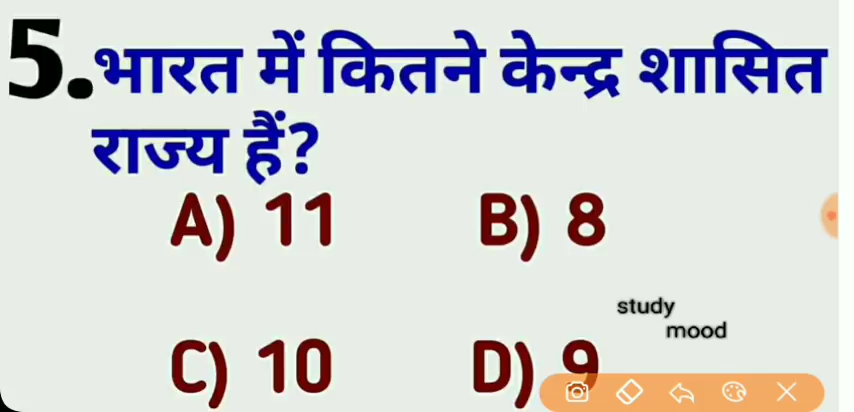 5.भारत में कितने केन्द्र शासित
राज्य हैं?
A) 11 B) 8
study
mood
C) 10 D) 9